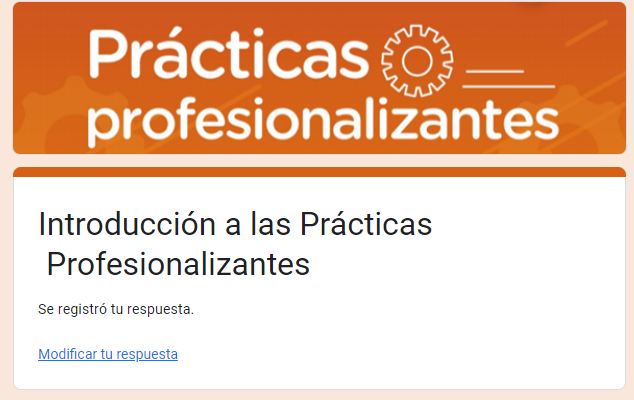 Prácticas
profesionalizantes
Introducción a las Prácticas
Profesionalizantes
Se registró tu respuesta.
Modificar tu respuesta